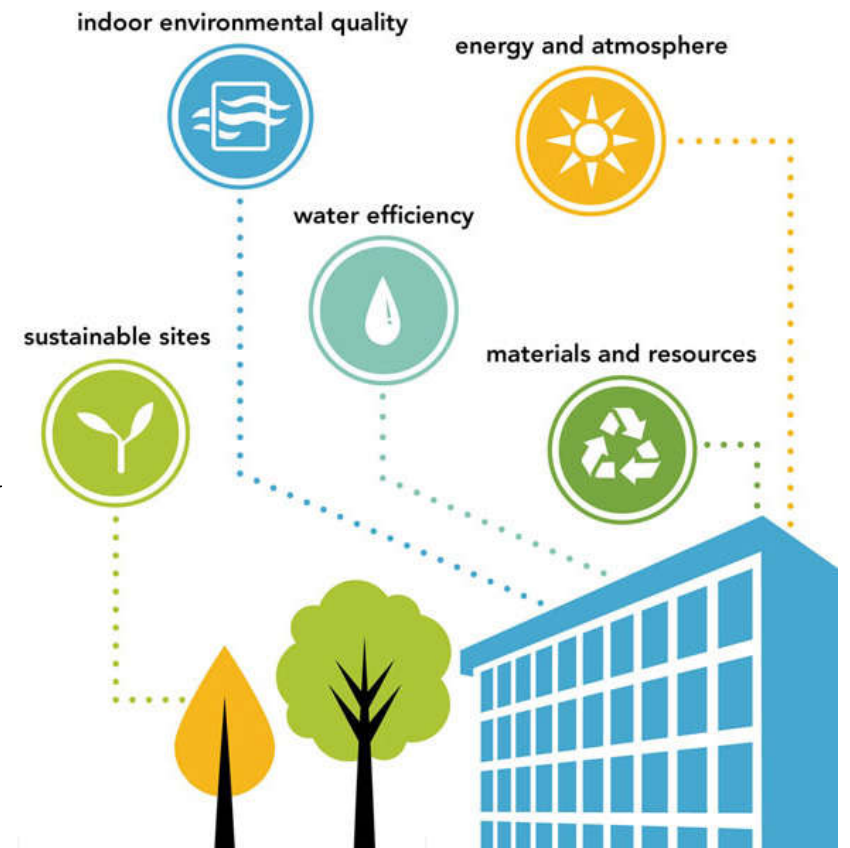 indoor environmental quality
energy and atmosphere
water efficiency
sustainable sites
materials and resources